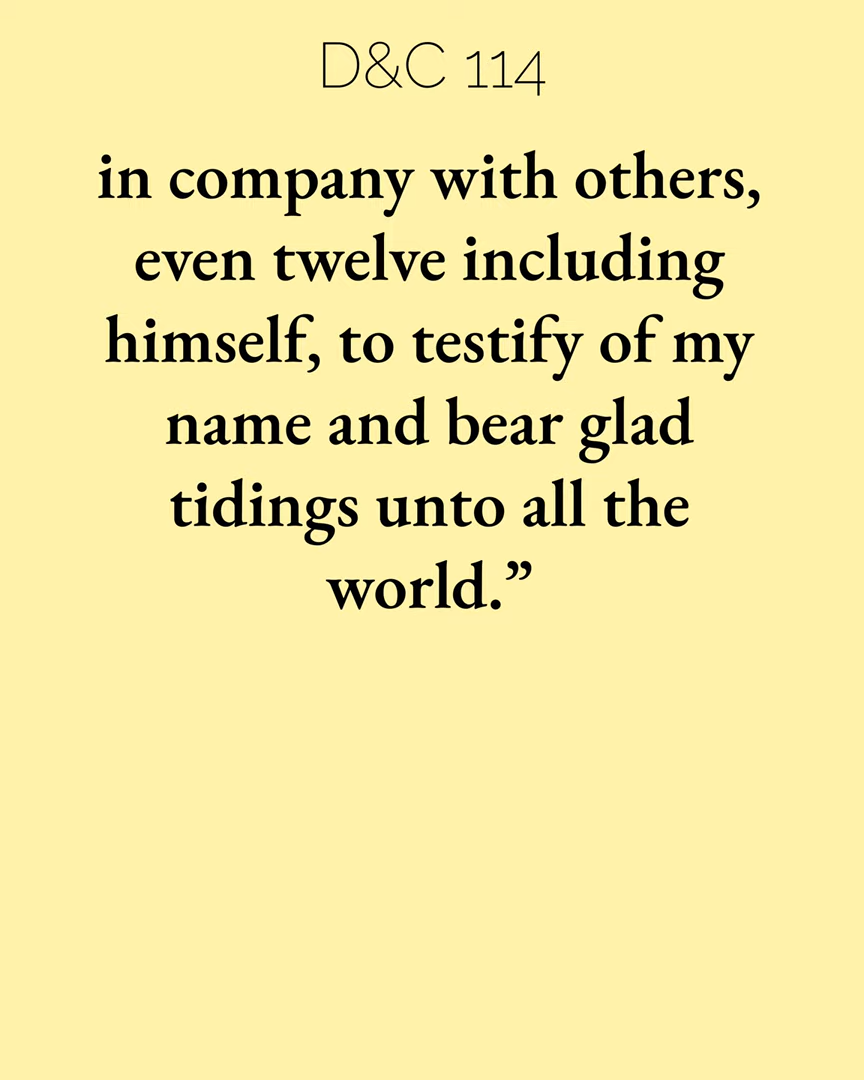 D&C 114
in company with others,
even twelve including
himself, to testify of my
name and bear glad
tidings unto all the
world.”